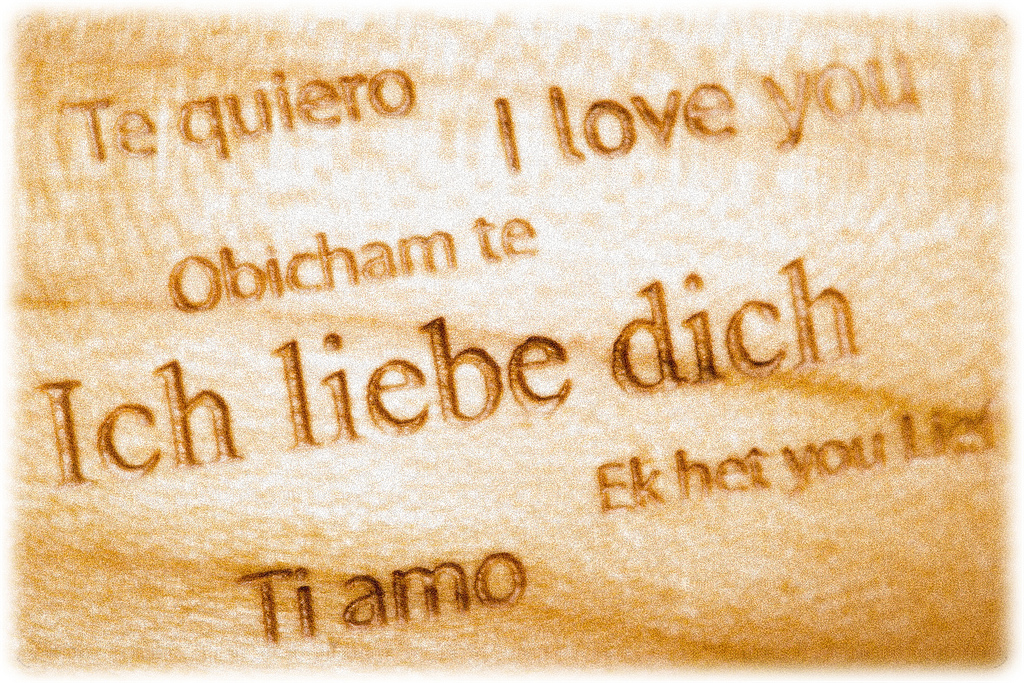 Te quiero
I love you
Obicham te
Ich liebe dich
Ek het you Lief
Ti amo